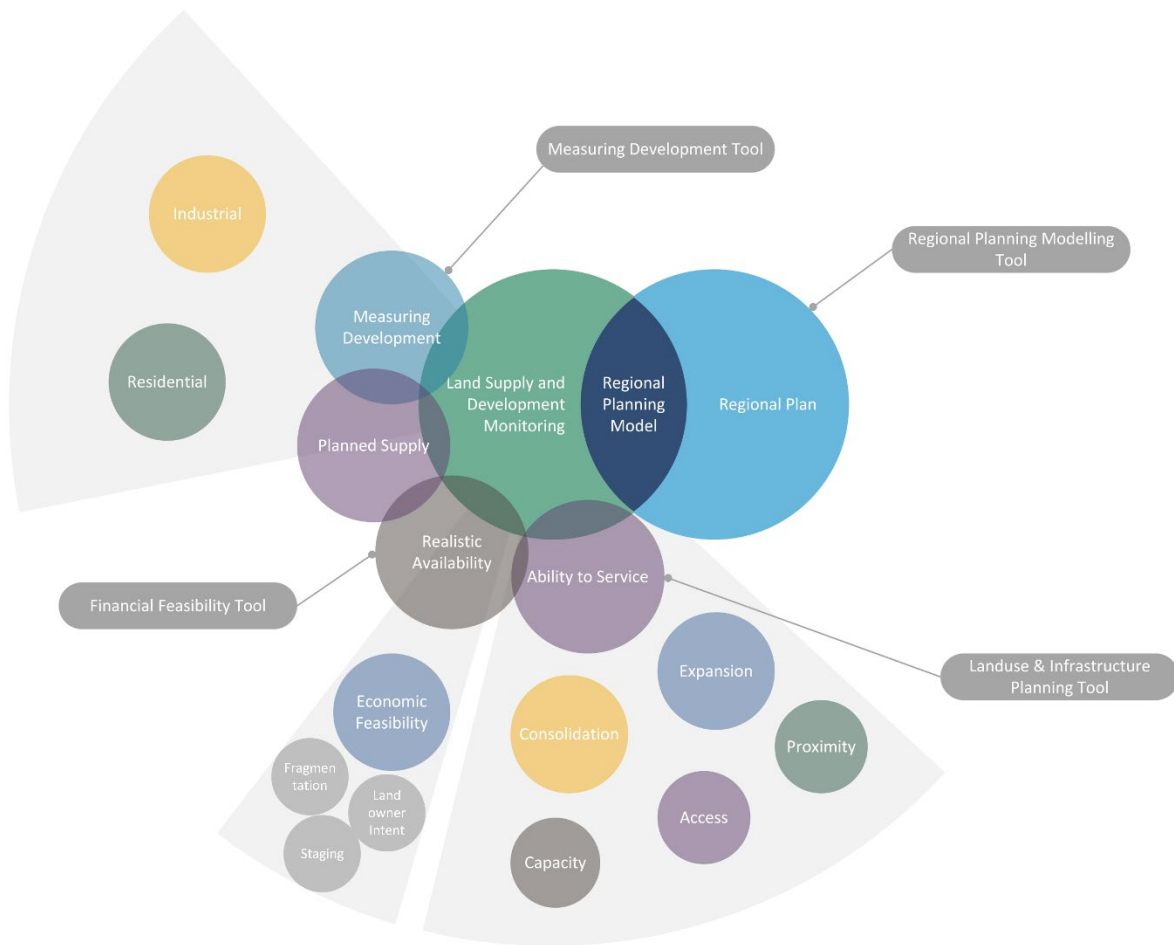 Measuring Development Tool
Industrial
Regional Planning Modelling
Tool
Measuring
Development
Residential
Land Supply and
Development
Monitoring
Regional
Planning
Model
Regional Plan
Planned Supply
Realistic
Availability
Ability to Service
Financial Feasibility Tool
Landuse & Infrastructure
Planning Tool
Expansion
Economic
Feasibility
Consolidation
Proximity
Fragmen
tation
Land
owner
Intent
Access
Staging
Capacity